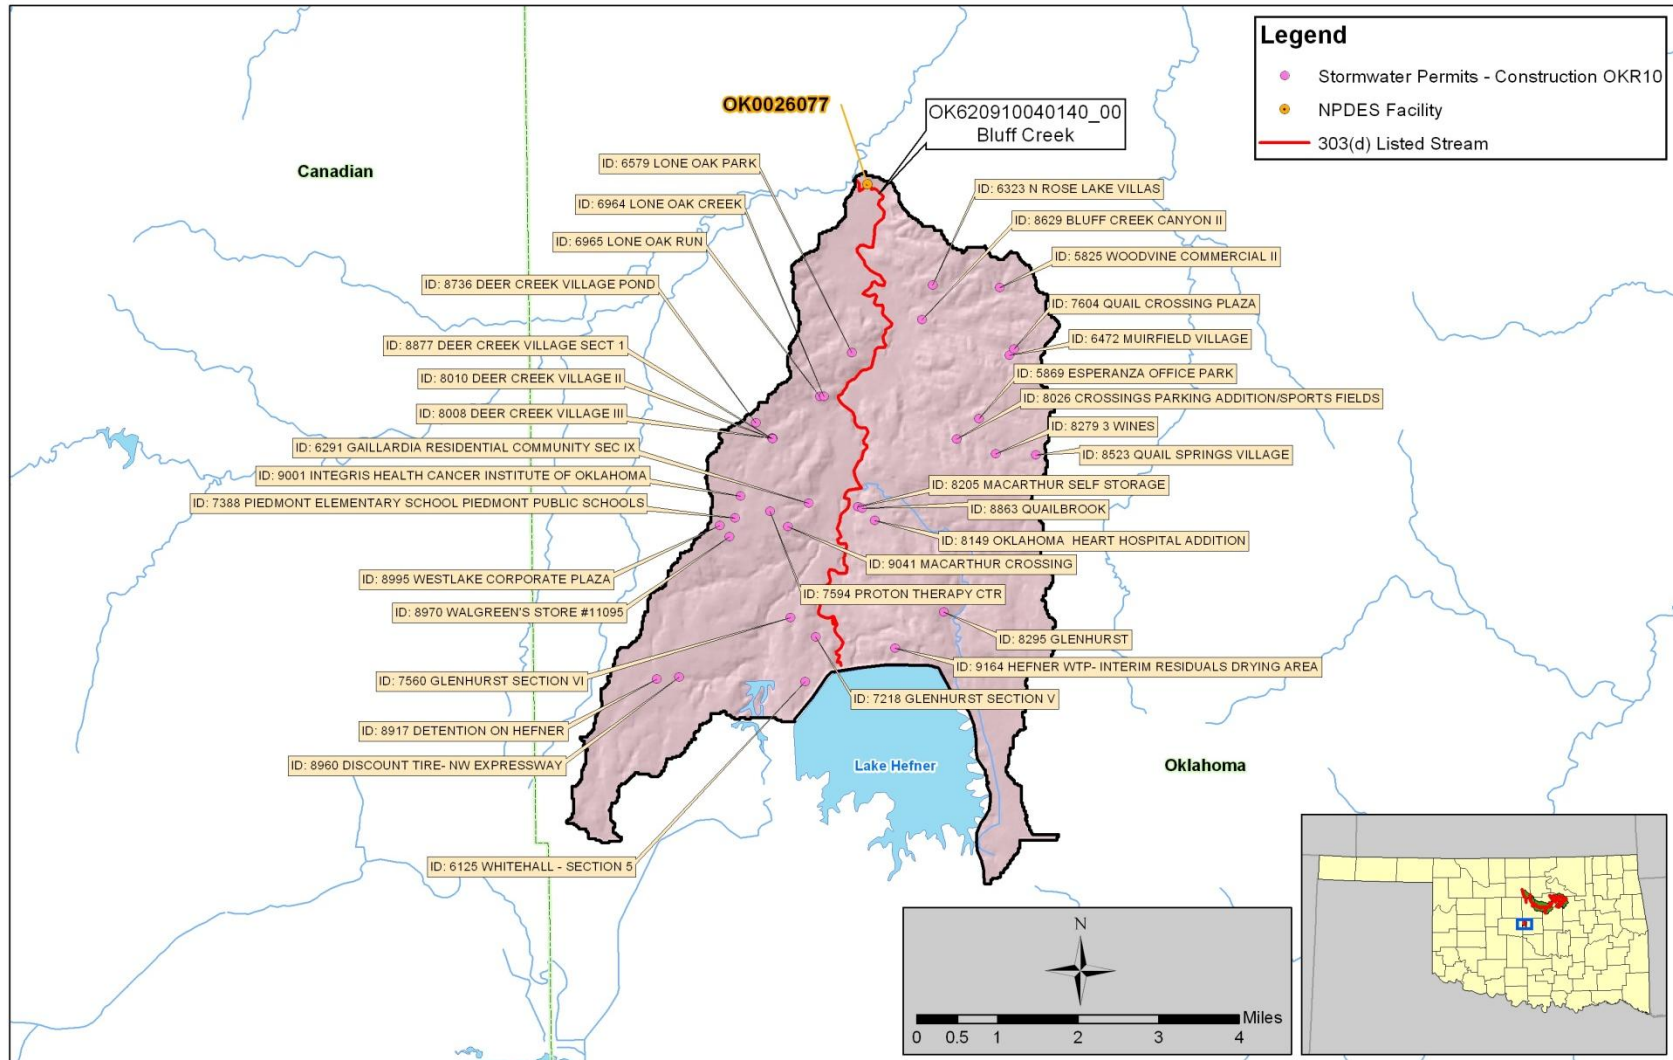 Legend
Stormwater Permits - Construction OKR10
NPDES Facility
303(d) Listed Stream
OK0026077
OK620910040140_00
Bluff Creek
Canadian
ID: 6579 LONE OAK PARK
ID: 6964 LONE OAK CREEK
ID: 6965 LONE OAK RUN
ID: 8736 DEER CREEK VILLAGE POND
ID: 8877 DEER CREEK VILLAGE SECT 1
ID: 8010 DEER CREEK VILLAGE II
ID: 8008 DEER CREEK VILLAGE III
ID: 6291 GAILLARDIA RESIDENTIAL COMMUNITY SEC IX
ID: 9001 INTEGRIS HEALTH CANCER INSTITUTE OF OKLAHOMA
ID: 7388 PIEDMONT ELEMENTARY SCHOOL PIEDMONT PUBLIC SCHOOLS
ID: 8995 WESTLAKE CORPORATE PLAZA
ID: 8970 WALGREEN'S STORE #11095
ID: 7560 GLENHURST SECTION VI
ID: 8917 DETENTION ON HEFNER
ID: 8960 DISCOUNT TIRE- NW EXPRESSWAY
ID: 6125 WHITEHALL - SECTION 5
ID: 6323 N ROSE LAKE VILLAS
ID: 8629 BLUFF CREEK CANYON II
ID: 5825 WOODVINE COMMERCIAL II
ID: 7604 QUAIL CROSSING PLAZA
ID: 6472 MUIRFIELD VILLAGE
ID: 5869 ESPERANZA OFFICE PARK
ID: 8026 CROSSINGS PARKING ADDITION/SPORTS FIELDS
ID: 8279 3 WINES
ID: 8523 QUAIL SPRINGS VILLAGE
ID: 8205 MACARTHUR SELF STORAGE
ID: 8863 QUAILBROOK
ID: 8149 OKLAHOMA  HEART HOSPITAL ADDITION
ID: 9041 MACARTHUR CROSSING
ID: 7594 PROTON THERAPY CTR
ID: 8295 GLENHURST
ID: 9164 HEFNER WTP- INTERIM RESIDUALS DRYING AREA
ID: 7218 GLENHURST SECTION V
Lake Hefner
Oklahoma
N
Miles
0 0.5 1 2 3 4